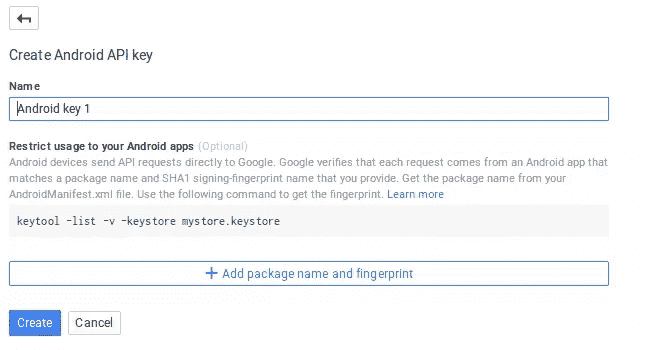 Create Android API key
Name
Android key 1
Restrict usage to your Android apps (Optional)
Android devices send API requests directly to Google. Google verifies that each request comes from an Android app that
matches a package name and SHA1 signing-fingerprint name that you provide. Get the package name from your
AndroidManifest.xml file. Use the following command to get the fingerprint. Learn more
keytool -list -v -keystore mystore.keystore
+ Add package name and fingerprint
Create Cancel